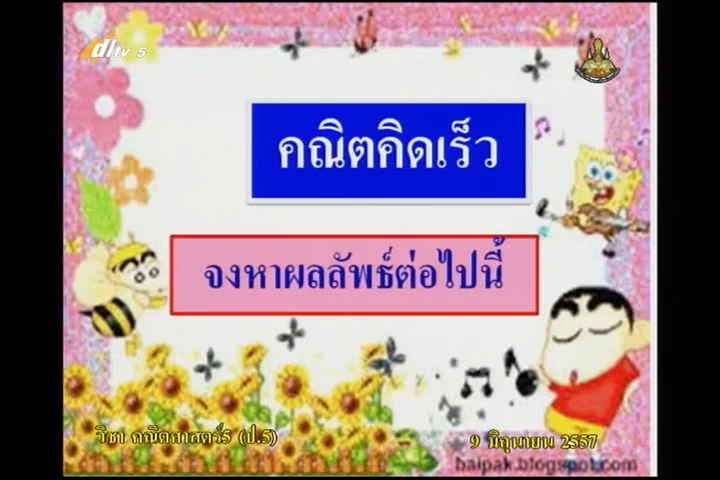 dltv 5
คณิตคิดเร็ว
จงหาผลลัพธ์ต่อไปนี้
วิชา คณิตศาสตร์5 (ป.5)
9 มิถุนายน 2557
baipak.blogspot.com